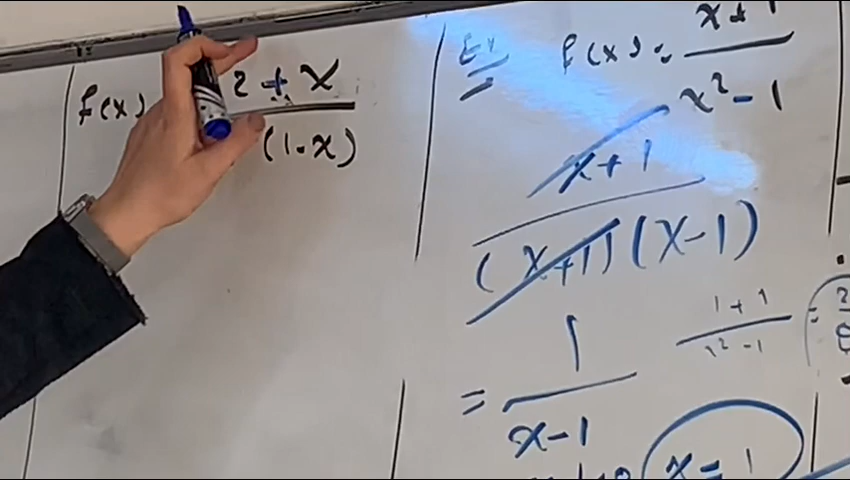 f(x)
2 + x
(1-x)
Ex
f(x) =
x+1
x² - 1
x+1
(x+1)(x-1)
1 + 1
1² - 1
=
= 1
x-1
x = 1